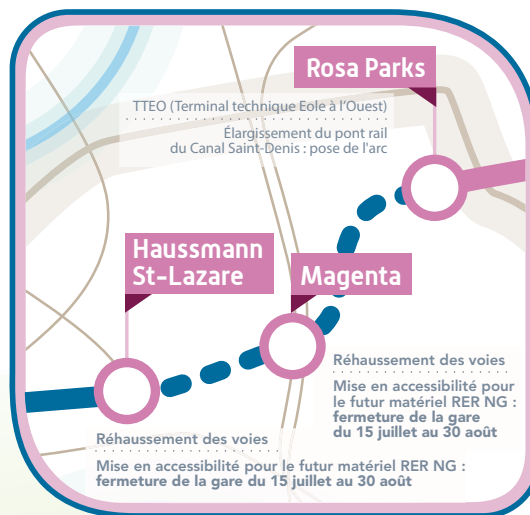 Rosa Parks
TTEO (Terminal technique Eole à l'Ouest)
Élargissement du pont rail
du Canal Saint-Denis : pose de l'arc
Haussmann
St-Lazare
Magenta
Réhaussement des voies
Mise en accessibilité pour
le futur matériel RER NG :
fermeture de la gare
du 15 juillet au 30 août
Réhaussement des voies
Mise en accessibilité pour le futur matériel RER NG :
fermeture de la gare du 15 juillet au 30 août